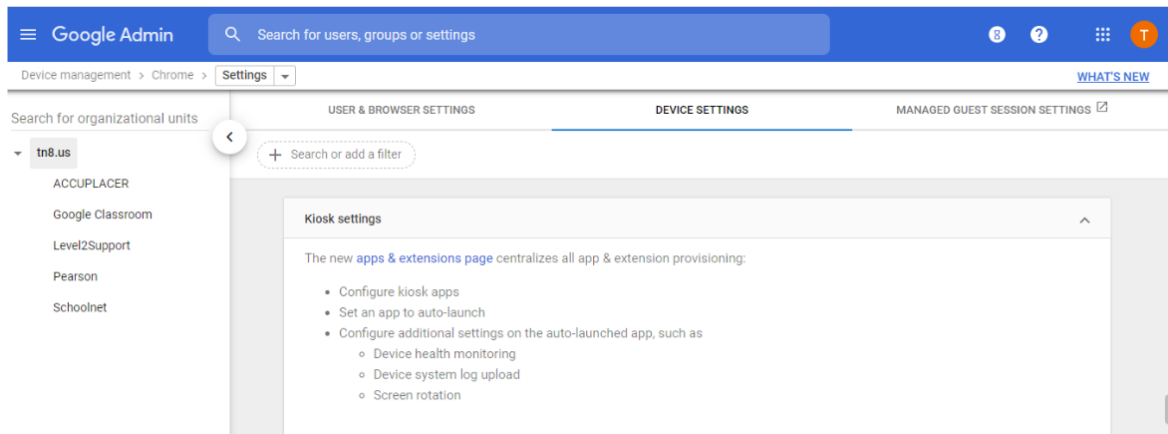 Google Admin
Search for users, groups or settings
8
?
T
Device management > Chrome > Settings
WHAT'S NEW
Search for organizational units
tn8.us
ACCUPLACER
Google Classroom
Level2Support
Pearson
Schoolnet
USER & BROWSER SETTINGS
DEVICE SETTINGS
MANAGED GUEST SESSION SETTINGS
+ Search or add a filter
Kiosk settings
The new apps & extensions page centralizes all app & extension provisioning:
• Configure kiosk apps
• Set an app to auto-launch
• Configure additional settings on the auto-launched app, such as
◦ Device health monitoring
◦ Device system log upload
◦ Screen rotation